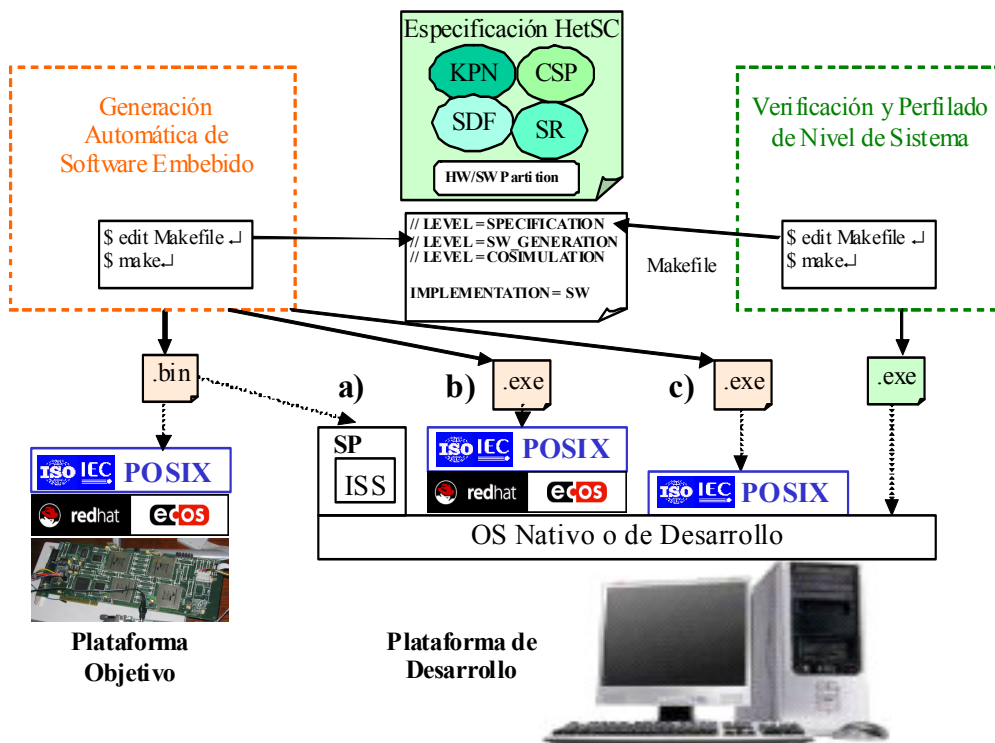 Especificación HetSC
KPN
CSP
SDF
SR
HW/SW Partition
Generación
Automática de
Software Embebido
$ edit Makefile ↵
$ make↵
// LEVEL = SPECIFICATION
// LEVEL = SW_GENERATION
// LEVEL = COSIMULATION
IMPLEMENTATION = SW
Makefile
Verificación y Perfilado
de Nivel de Sistema
$ edit Makefile ↵
$ make↵
.bin
a)
b)
.exe
c)
.exe
.exe
ISO IEC POSIX
redhat eCos
SP
ISS
ISO IEC POSIX
redhat eCos
ISO IEC POSIX
OS Nativo o de Desarrollo
Plataforma
Objetivo
Plataforma de
Desarrollo